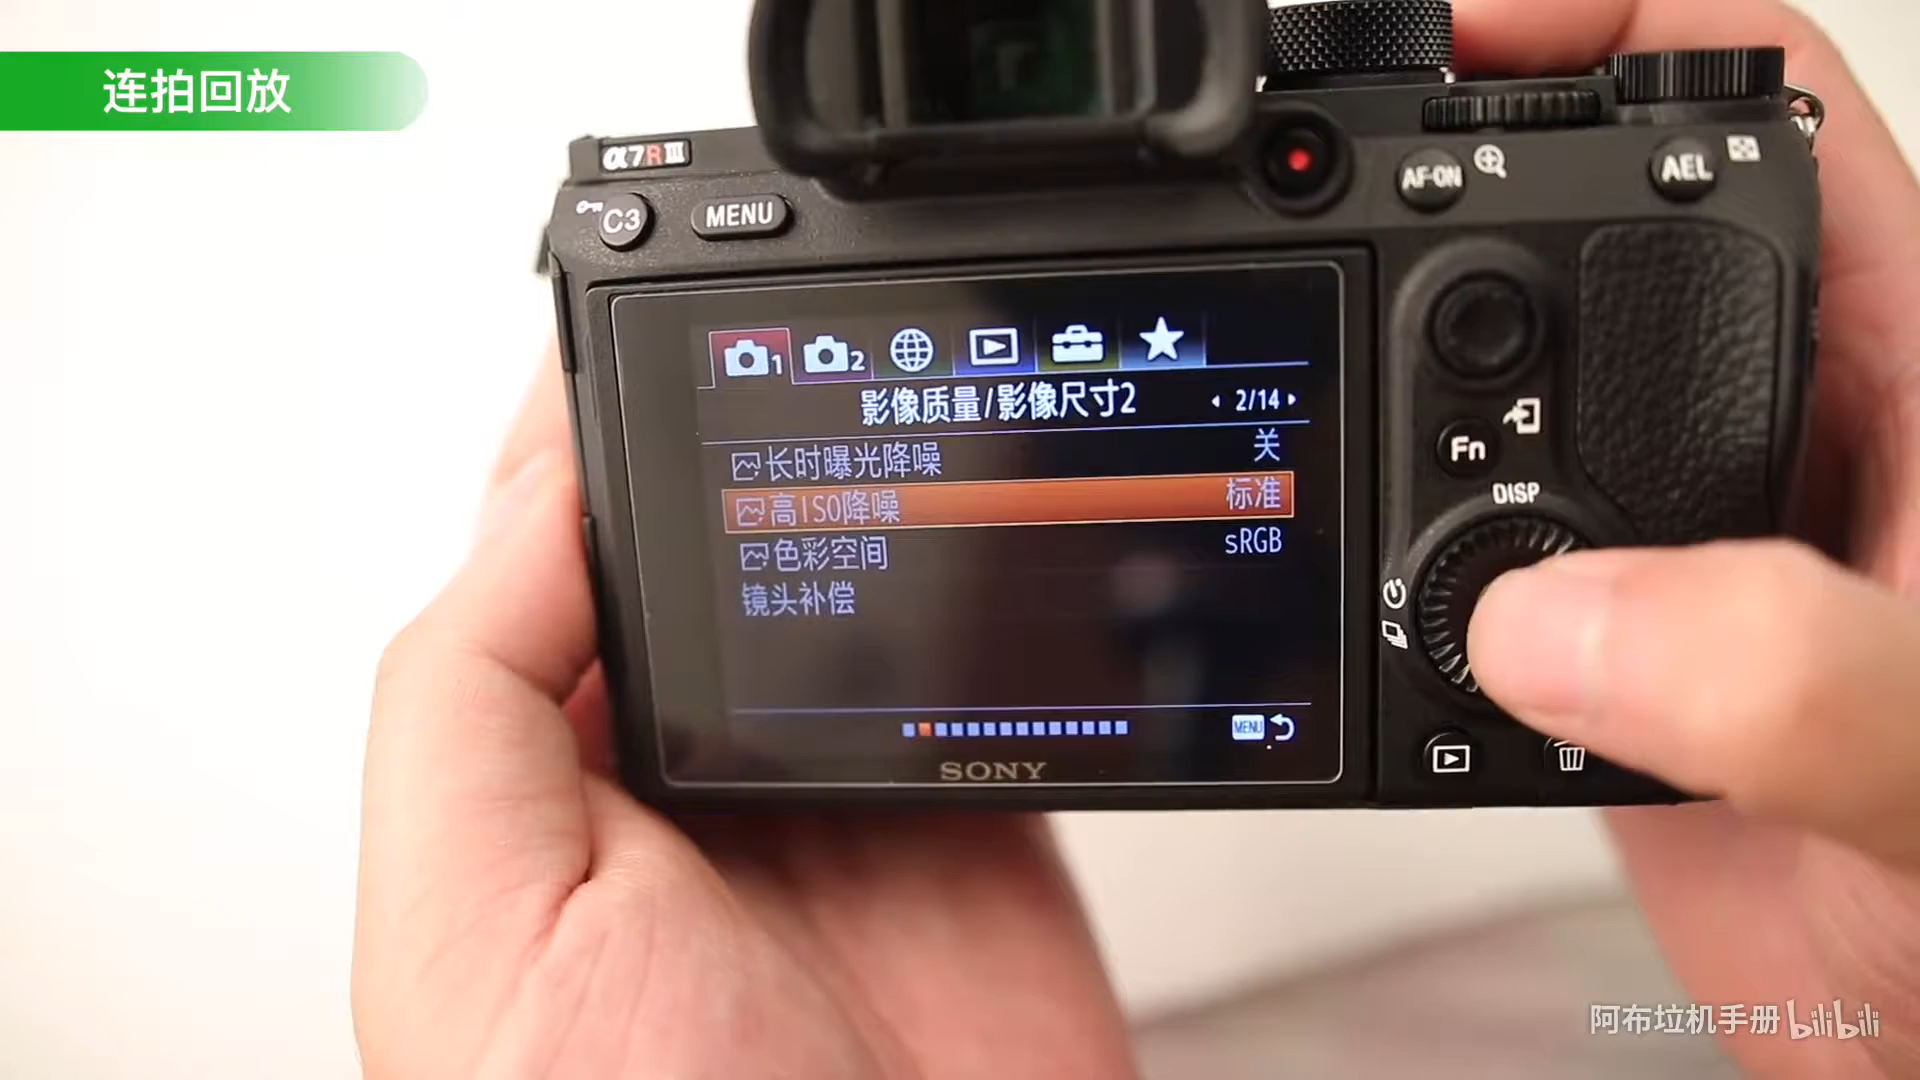 连拍回放
α7RIII
C3
MENU
AF-ON
AEL
1
2
影像质量/影像尺寸2
2/14
长时曝光降噪
关
高ISO降噪
标准
色彩空间
sRGB
镜头补偿
MENU
SONY
Fn
DISP
阿布垃机手册
bilibili